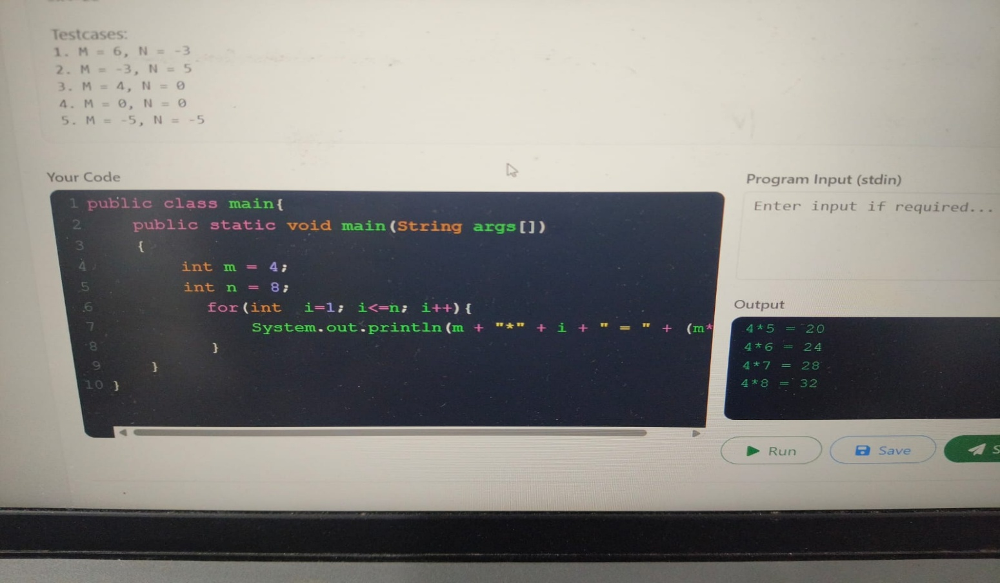 Testcases:
1. M = 6, N = -3
2. M = -3, N = 5
3. M = 4, N = 0
4. M = 0, N = 0
5. M = -5, N = -5
Your Code
1 public class main{
2 public static void main(String args[])
3 {
4 int m = 4;
5 int n = 8;
6 for(int i=1; i<=n; i++){
7 System.out.println(m + "*" + i + " = " + (m*
8 }
9 }
10 }
Program Input (stdin)
Enter input if required...
Output
4*5 = 20
4*6 = 24
4*7 = 28
4*8 = 32
Run
Save